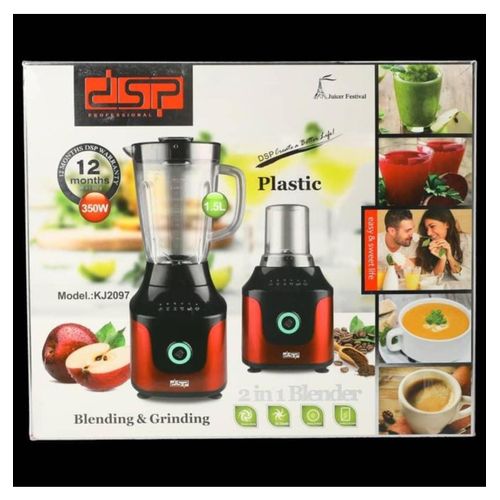 dsp
PROFESSIONAL
Juicer Festival
12 MONTHS DSP WARRANTY
12
months
350W
1.5L
DSP Create a Better Life!
Plastic
easy & sweet life
Model.:KJ2097
dsp
dsp
2 in 1 Blender
Blending & Grinding